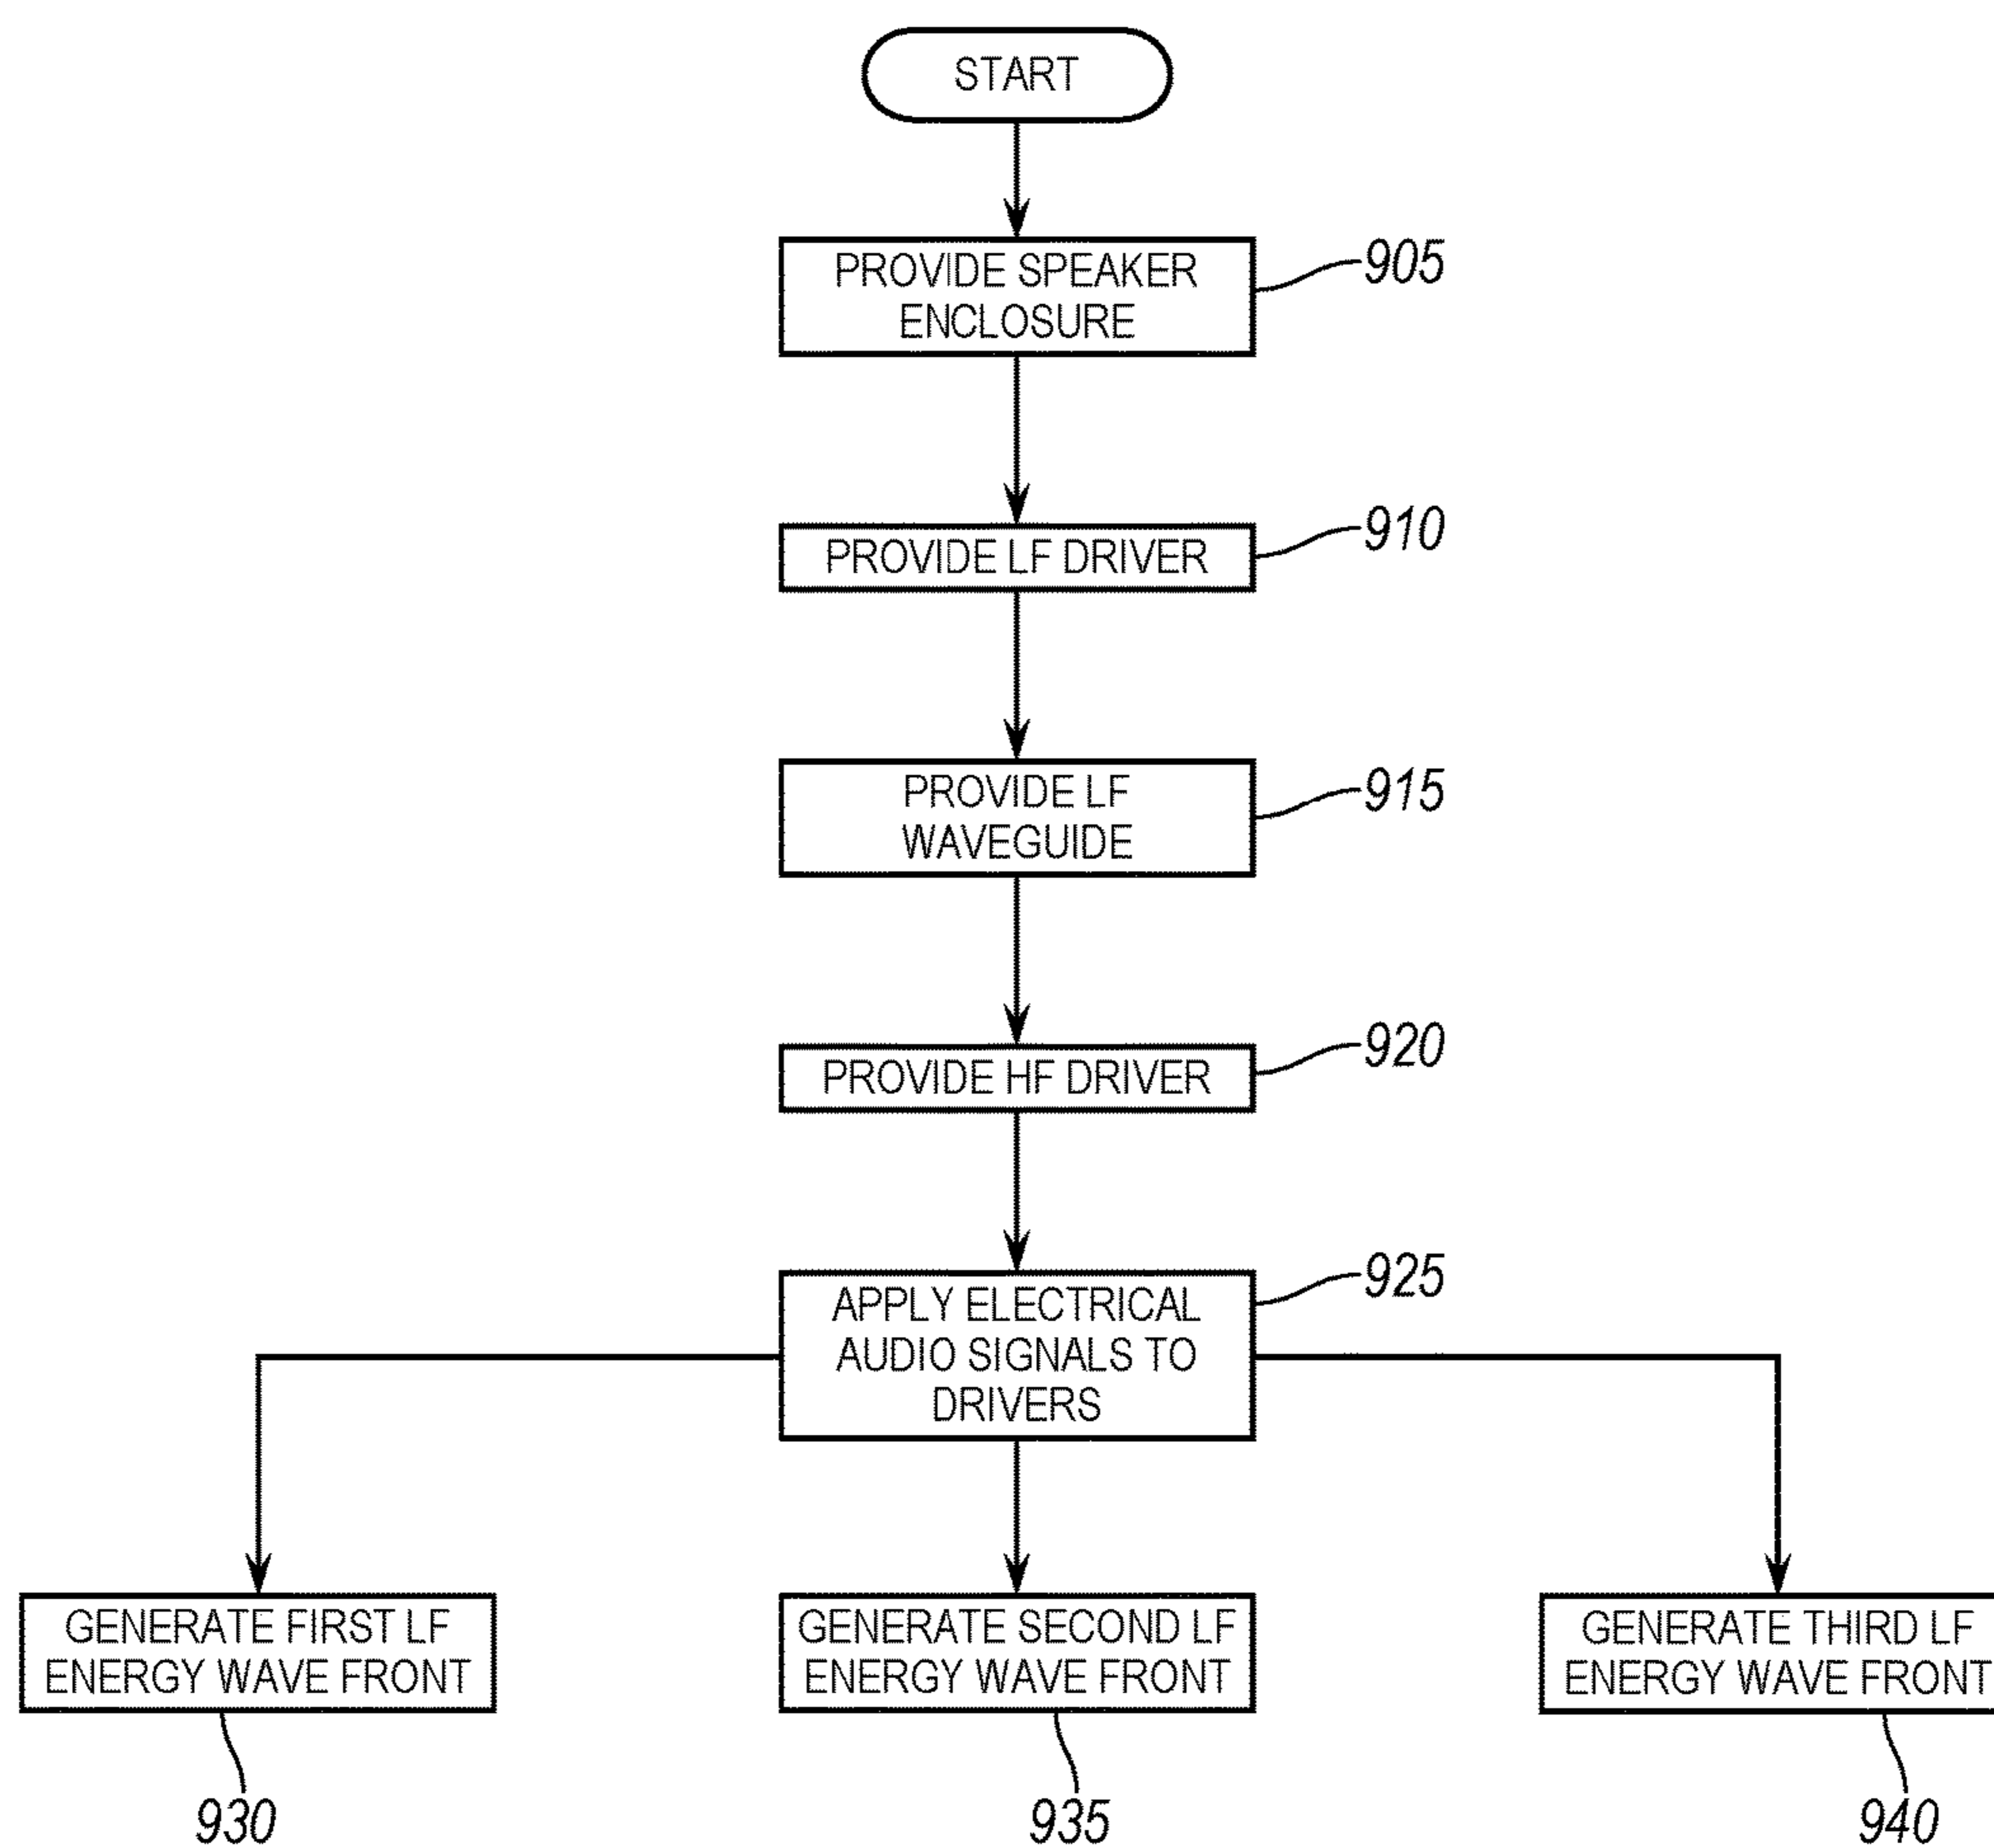 START
PROVIDE SPEAKER
ENCLOSURE
905
PROVIDE LF DRIVER
910
PROVIDE LF
WAVEGUIDE
915
PROVIDE HF DRIVER
920
APPLY ELECTRICAL
AUDIO SIGNALS TO
DRIVERS
925
GENERATE FIRST LF
ENERGY WAVE FRONT
930
GENERATE SECOND LF
ENERGY WAVE FRONT
935
GENERATE THIRD LF
ENERGY WAVE FRONT
940